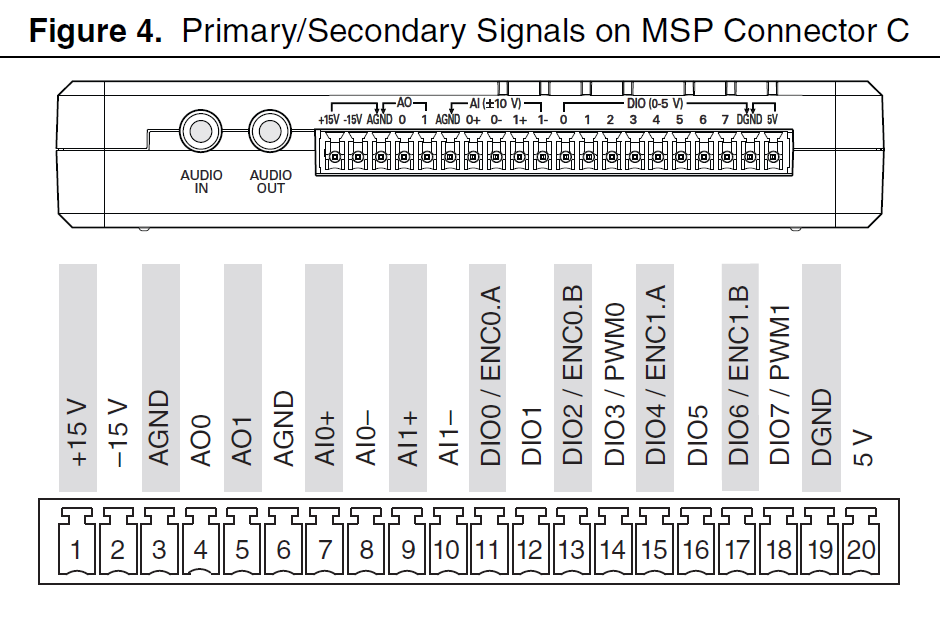 Figure 4. Primary/Secondary Signals on MSP Connector C
AO AI (±10 V) DIO (0-5 V)
+15V -15V AGND 0 1 AGND 0+ 0- 1+ 1- 0 1 2 3 4 5 6 7 DGND 5V
AUDIO IN
AUDIO OUT
+15 V
–15 V
AGND
AO0
AO1
AGND
AI0+
AI0–
AI1+
AI1–
DIO0 / ENC0.A
DIO1
DIO2 / ENC0.B
DIO3 / PWM0
DIO4 / ENC1.A
DIO5
DIO6 / ENC1.B
DIO7 / PWM1
DGND
5 V
1 2 3 4 5 6 7 8 9 10 11 12 13 14 15 16 17 18 19 20